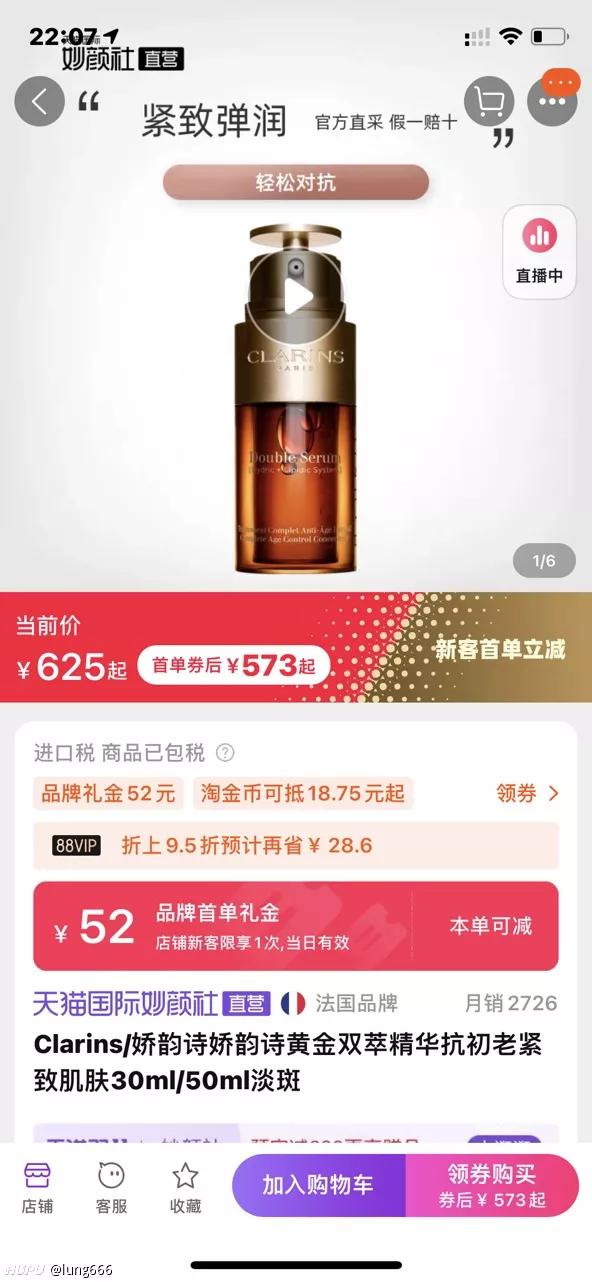 22:07
妙颜社 直营
“ 紧致弹润 官方直采 假一赔十 ”
轻松对抗
直播中
CLARINS
PARIS
Double Serum
1/6
当前价
¥625起 首单券后¥573起
新客首单立减
进口税 商品已包税 ?
品牌礼金52元 淘金币可抵18.75元起 领券
88VIP 折上9.5折预计再省¥ 28.6
¥ 52 品牌首单礼金
店铺新客限享1次,当日有效
本单可减
天猫国际妙颜社 直营 法国品牌 月销2726
Clarins/娇韵诗娇韵诗黄金双萃精华抗初老紧
致肌肤30ml/50ml淡斑
店铺
客服
收藏
加入购物车
领券购买
券后¥ 573起
HUPU @lung666